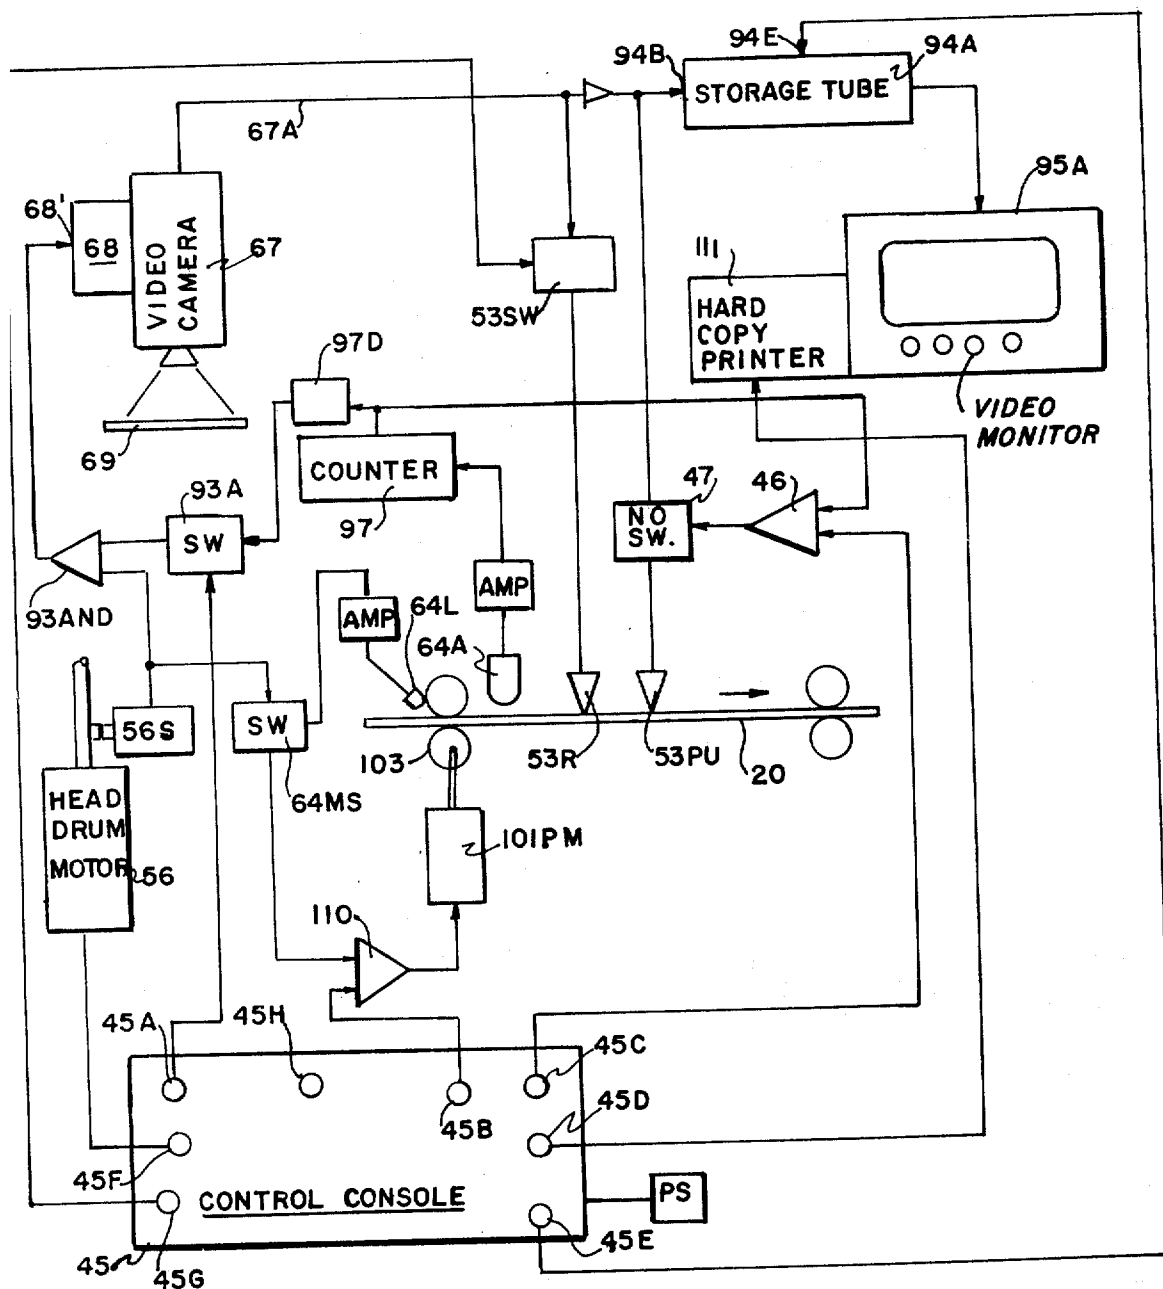 94E
94B
94A
STORAGE TUBE
67A
95A
68'
68
VIDEO
CAMERA
67
111
53SW
HARD
COPY
PRINTER
97D
VIDEO
MONITOR
69
COUNTER
93A
97
47
46
SW
NO
SW.
AMP
93AND
AMP
64L
64A
56S
SW
103
53R
53PU
20
64MS
HEAD
DRUM
MOTOR
56
101PM
110
45A
45H
45C
45B
45D
45F
CONTROL CONSOLE
PS
45E
45
45G